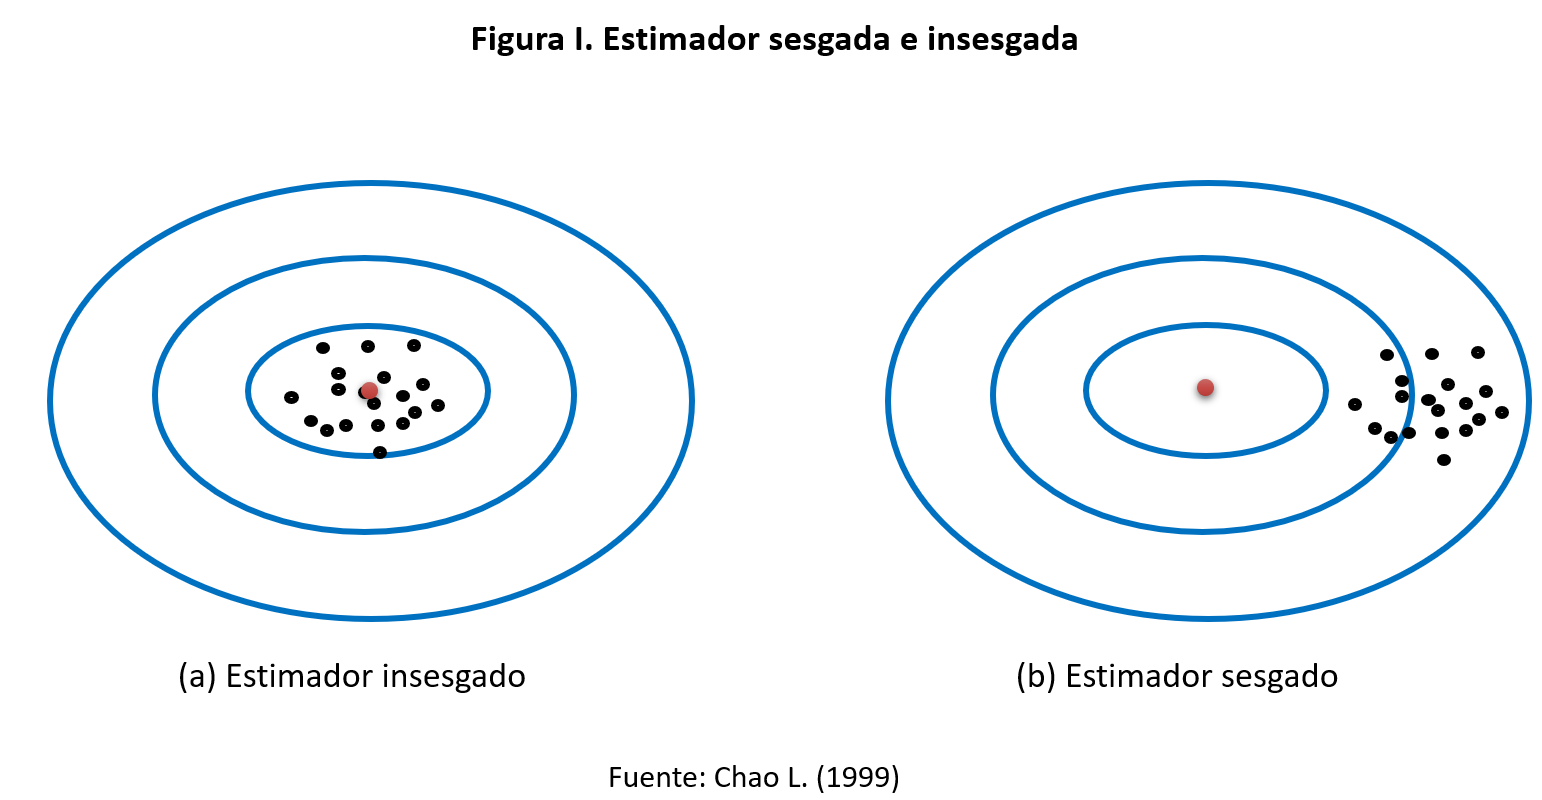 Figura I. Estimador sesgada e insesgada
(a) Estimador insesgado
(b) Estimador sesgado
Fuente: Chao L. (1999)